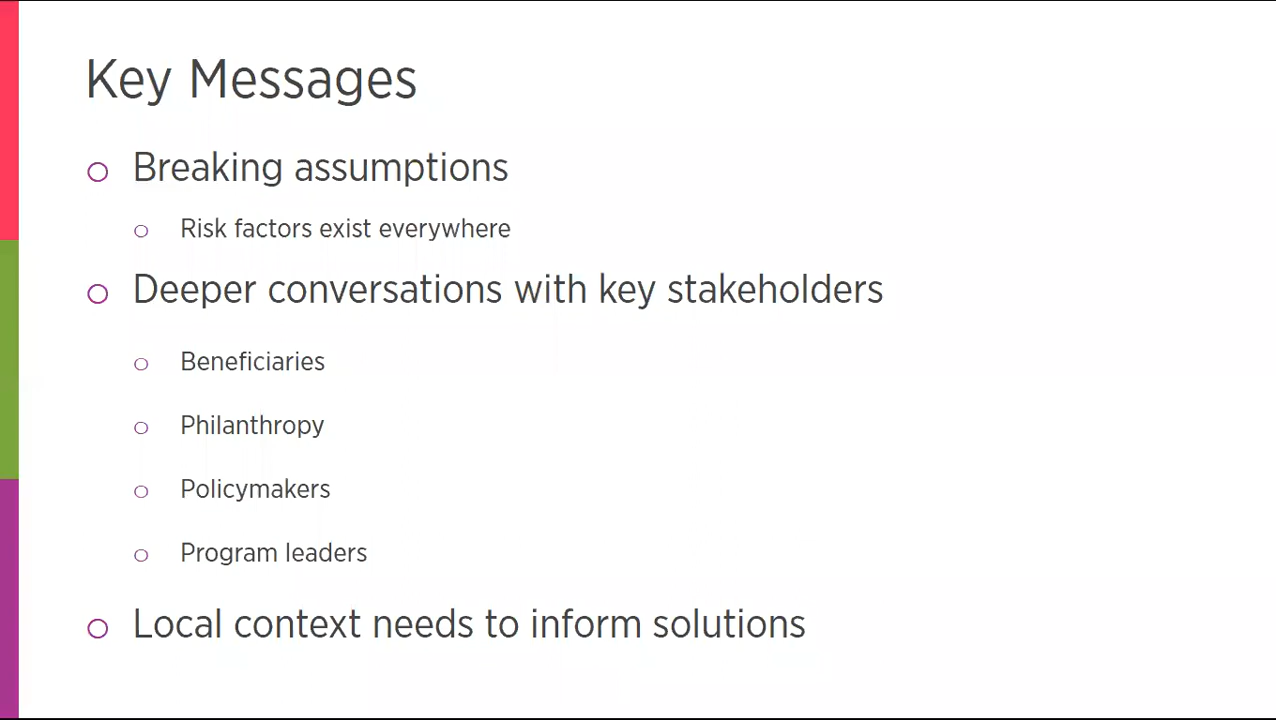 Key Messages
Breaking assumptions
Risk factors exist everywhere
Deeper conversations with key stakeholders
Beneficiaries
Philanthropy
Policymakers
Program leaders
Local context needs to inform solutions